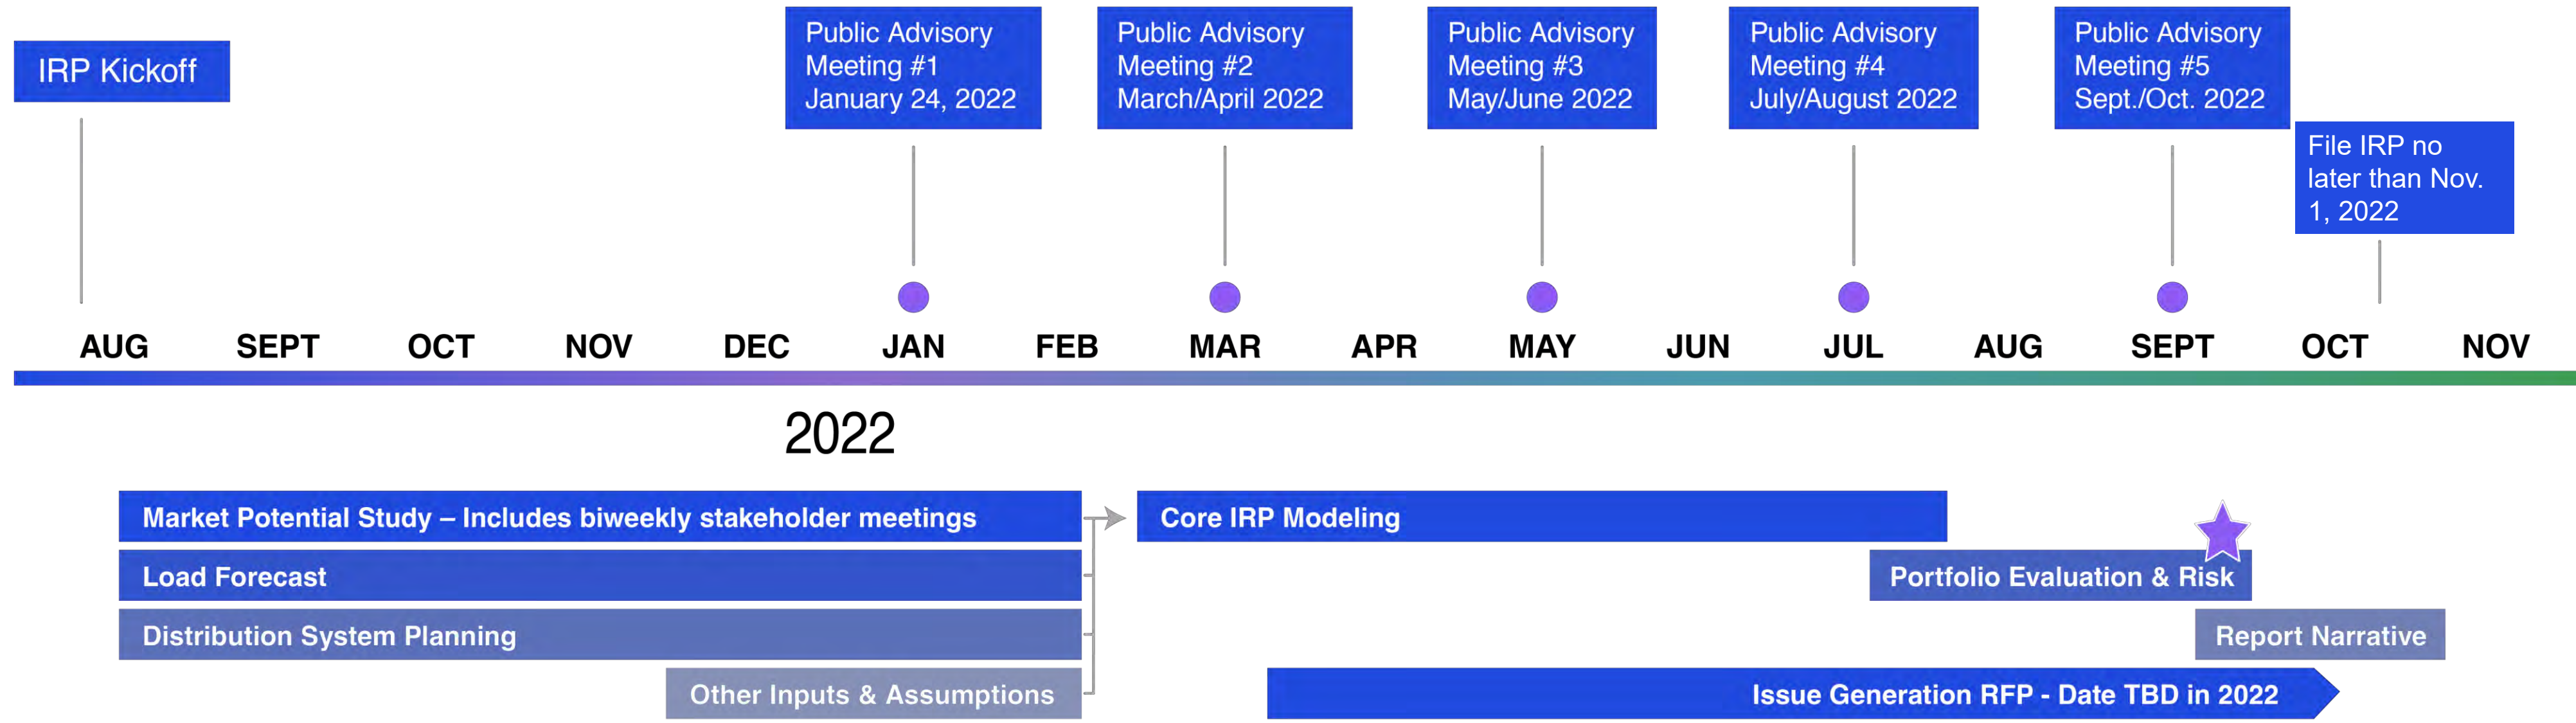 IRP Kickoff
Public Advisory
Meeting #1
January 24, 2022
Public Advisory
Meeting #2
March/April 2022
Public Advisory
Meeting #3
May/June 2022
Public Advisory
Meeting #4
July/August 2022
Public Advisory
Meeting #5
Sept./Oct. 2022
File IRP no
later than Nov.
1, 2022
AUG SEPT OCT NOV DEC JAN FEB MAR APR MAY JUN JUL AUG SEPT OCT NOV
2022
Market Potential Study – Includes biweekly stakeholder meetings
Core IRP Modeling
Load Forecast
Portfolio Evaluation & Risk
Distribution System Planning
Report Narrative
Other Inputs & Assumptions
Issue Generation RFP - Date TBD in 2022